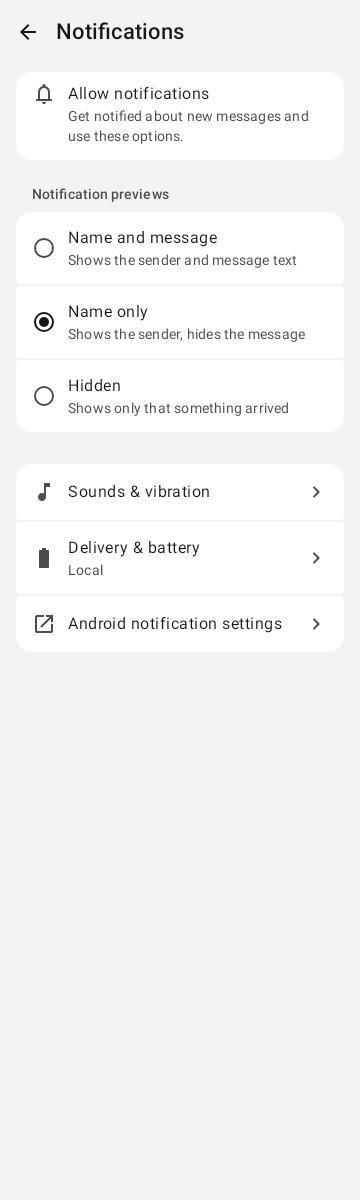 Notifications
Allow notifications
Get notified about new messages and
use these options.
Notification previews
Name and message
Shows the sender and message text
Name only
Shows the sender, hides the message
Hidden
Shows only that something arrived
Sounds & vibration
Delivery & battery
Local
Android notification settings